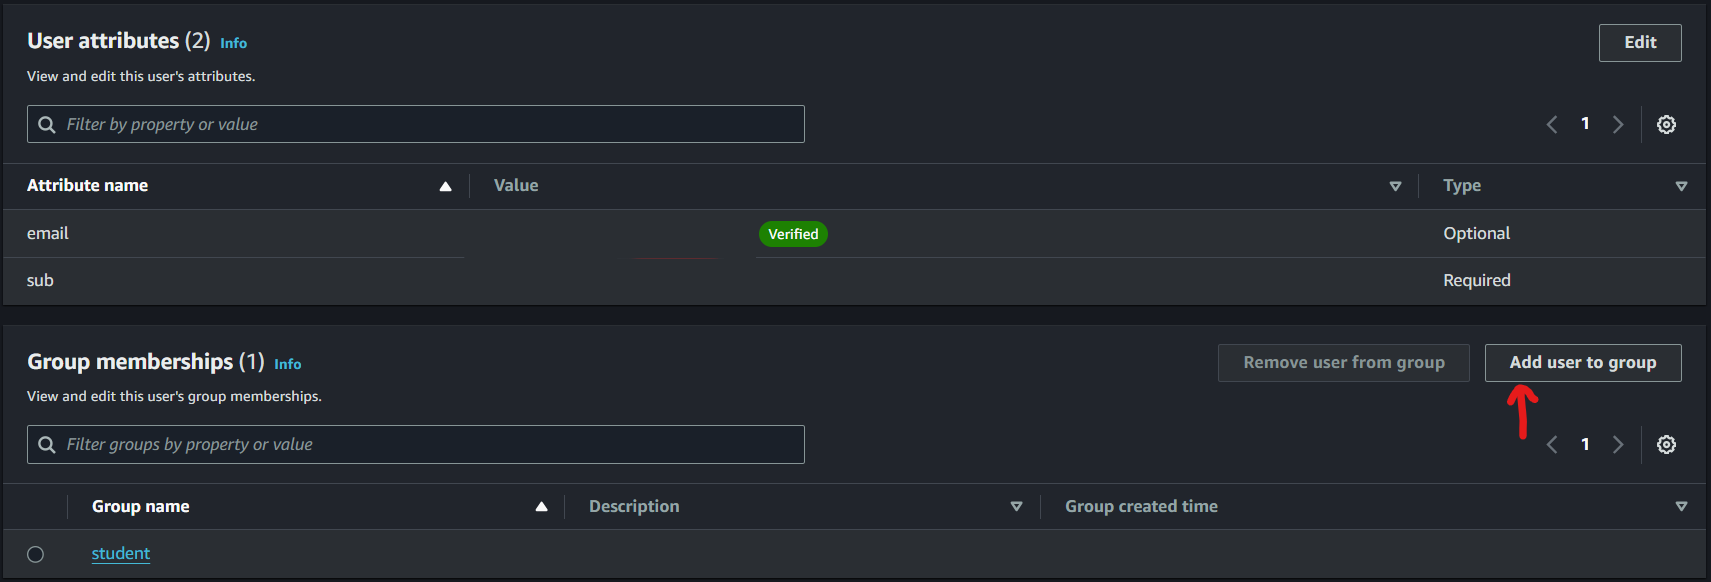 User attributes (2) Info
Edit
View and edit this user's attributes.
Filter by property or value
1
Attribute name Value Type
email Verified Optional
sub Required
Group memberships (1) Info
Remove user from group Add user to group
View and edit this user's group memberships.
Filter groups by property or value
1
Group name Description Group created time
student